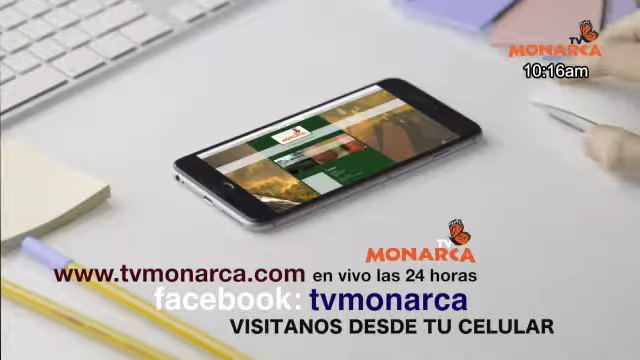 TV
MONARCA
10:16am
MONARCA
TV
MONARCA
www.tvmonarca.com en vivo las 24 horas
facebook: tvmonarca
VISITANOS DESDE TU CELULAR